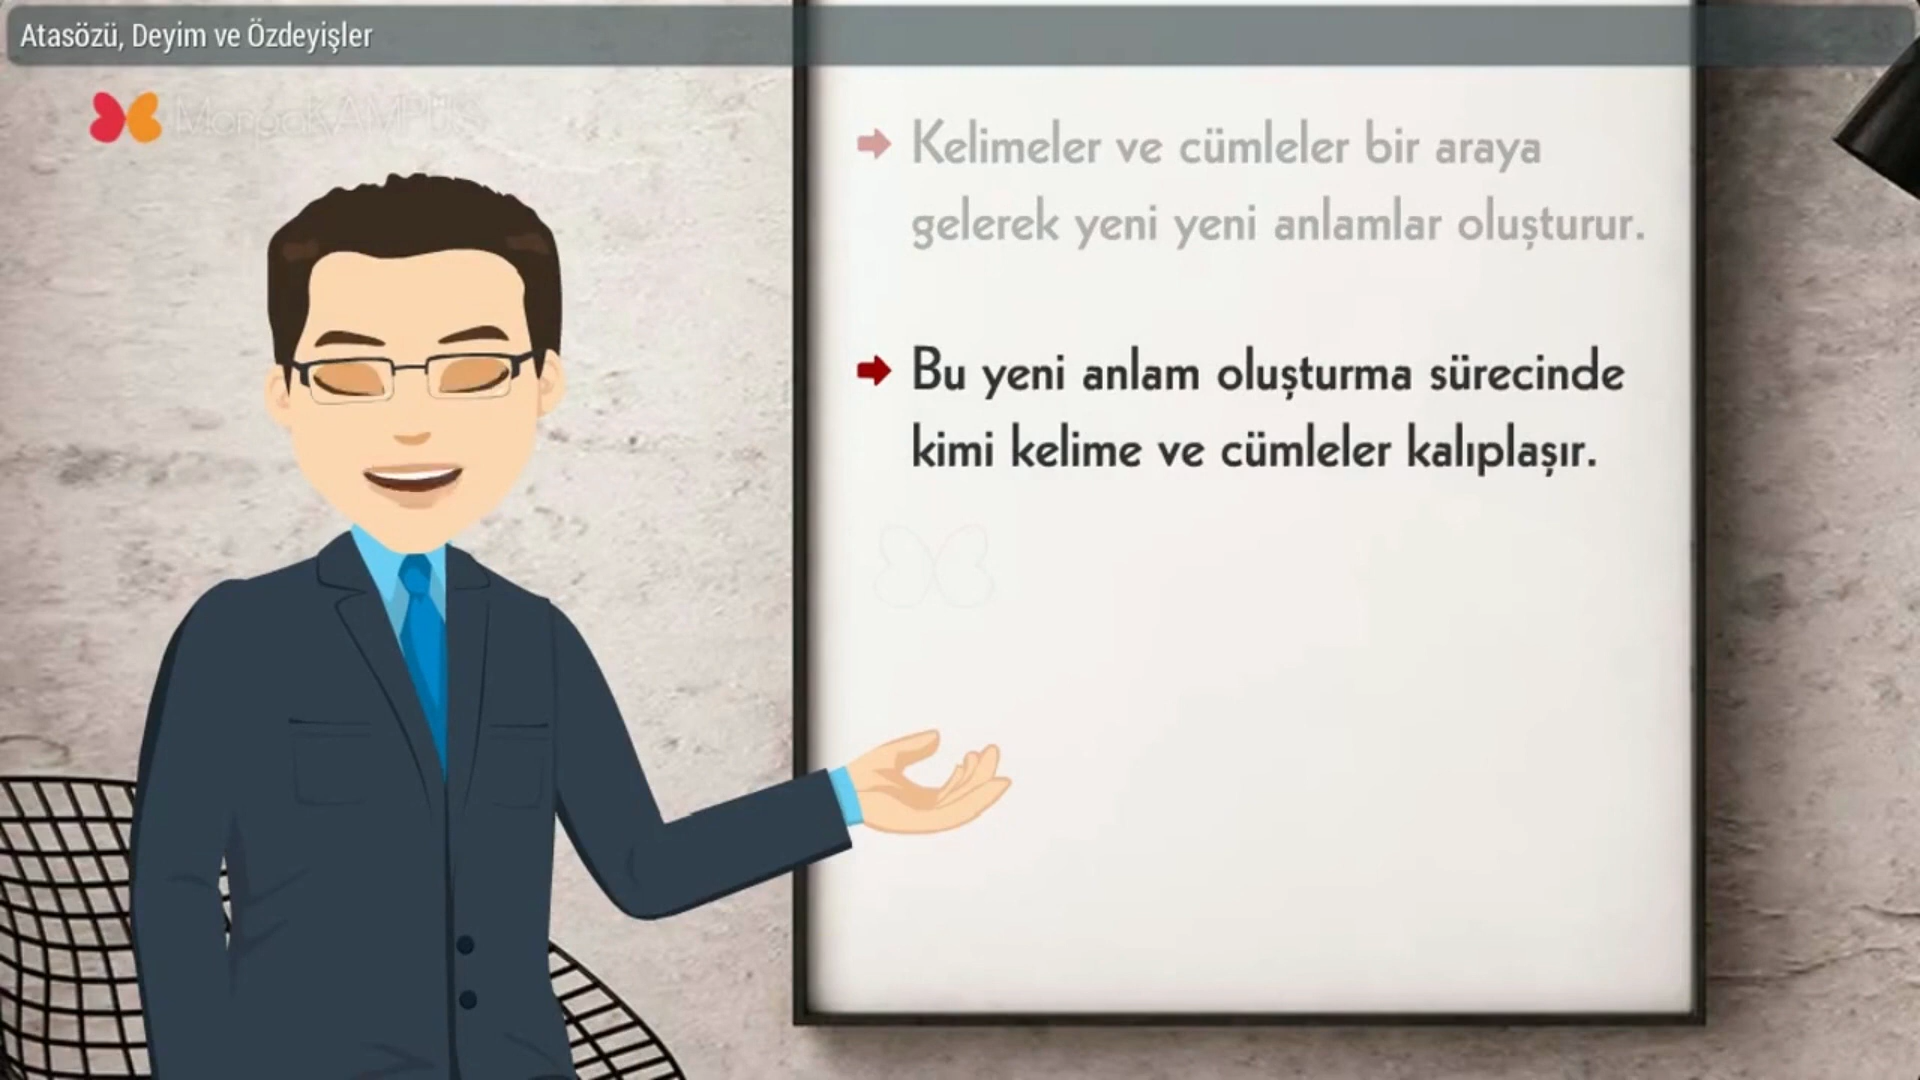 Atasözü, Deyim ve Özdeyişler
MorpaKAMPÜS
Kelimeler ve cümleler bir araya
gelerek yeni yeni anlamlar oluşturur.
Bu yeni anlam oluşturma sürecinde
kimi kelime ve cümleler kalıplaşır.